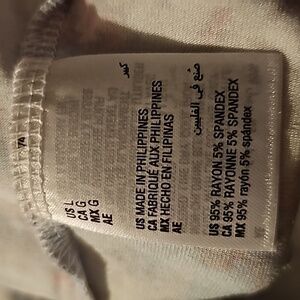 US L
CA G
MX G
AE
كبير
US MADE IN PHILIPPINES
CA FABRIQUÉ AUX PHILIPPINES
MX HECHO EN FILIPINAS
AE
صنع في الفلبين
US 95% RAYON 5% SPANDEX
CA 95% RAYONNE 5% SPANDEX
MX 95% rayón 5% spandex